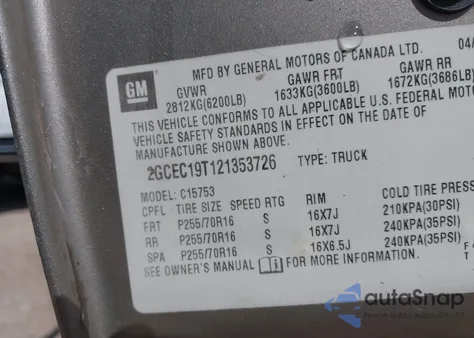 MFD BY GENERAL MOTORS OF CANADA LTD. 04/
GM
GVWR GAWR FRT GAWR RR
2812KG(6200LB) 1633KG(3600LB) 1672KG(3686LB)
THIS VEHICLE CONFORMS TO ALL APPLICABLE U.S. FEDERAL MOTOR
VEHICLE SAFETY STANDARDS IN EFFECT ON THE DATE OF
MANUFACTURE SHOWN ABOVE.
2GCEC19T121353726 TYPE: TRUCK
MODEL: C15753
CPFL TIRE SIZE SPEED RTG RIM COLD TIRE PRES
FRT P255/70R16 S 16X7J 210KPA(30PSI)
RR P255/70R16 S 16X7J 240KPA(35PSI)
SPA P255/70R16 S 16X6.5J 240KPA(35PSI)
SEE OWNER'S MANUAL FOR MORE INFORMATION.
F
T
autoSnap